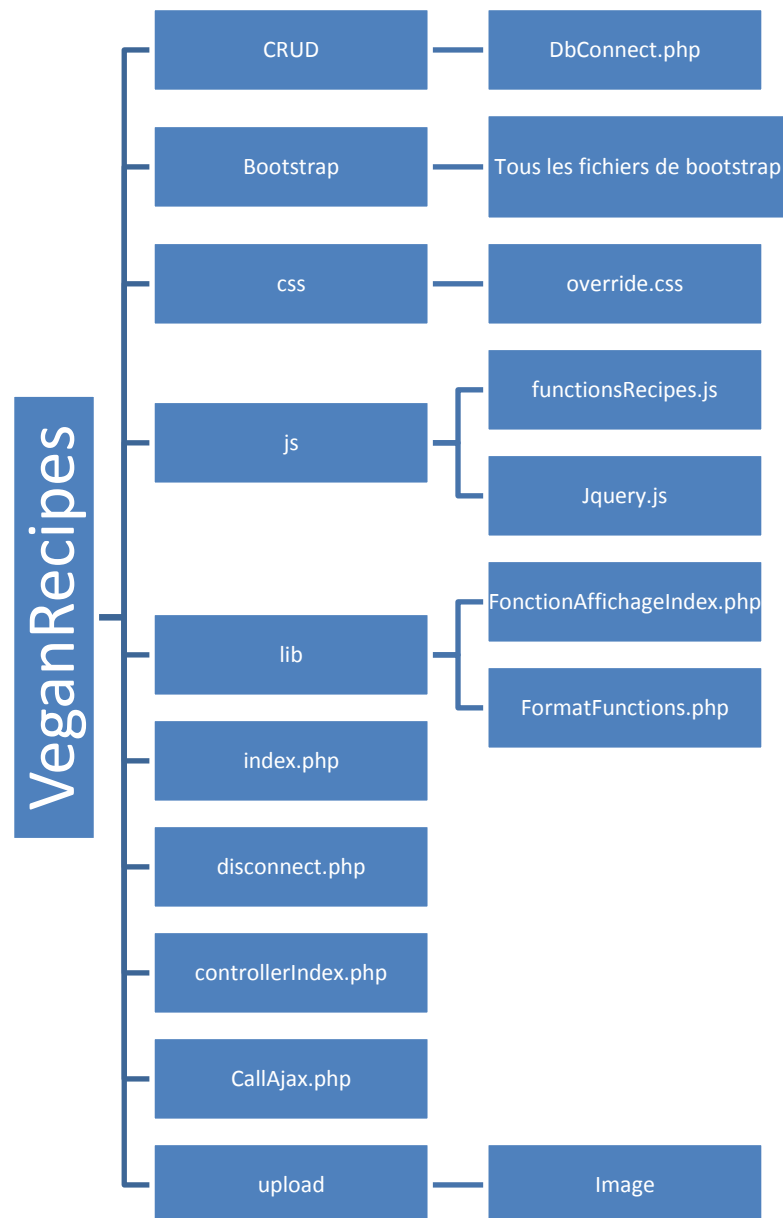 VeganRecipes
CRUD
DbConnect.php
Bootstrap
Tous les fichiers de bootstrap
css
override.css
js
functionsRecipes.js
Jquery.js
lib
FonctionAffichageIndex.php
FormatFunctions.php
index.php
disconnect.php
controllerIndex.php
CallAjax.php
upload
Image